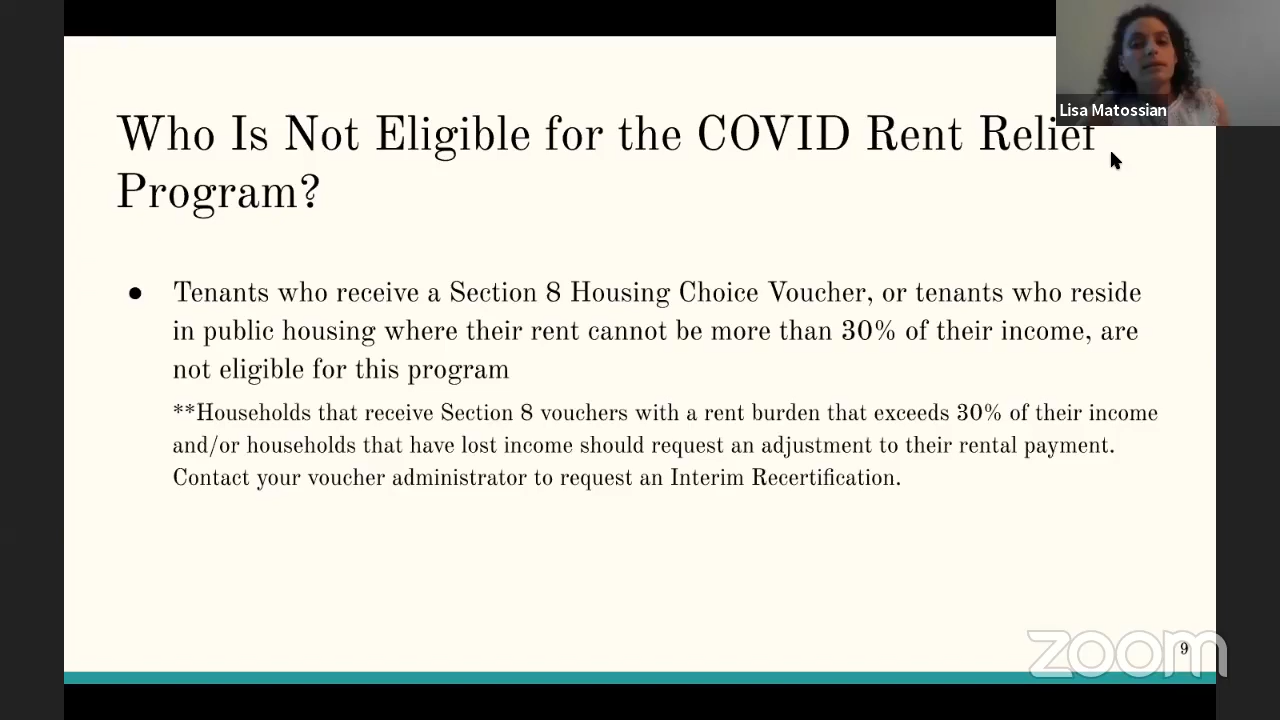 Lisa Matossian
Who Is Not Eligible for the COVID Rent Relief
Program?
● Tenants who receive a Section 8 Housing Choice Voucher, or tenants who reside
in public housing where their rent cannot be more than 30% of their income, are
not eligible for this program
**Households that receive Section 8 vouchers with a rent burden that exceeds 30% of their income
and/or households that have lost income should request an adjustment to their rental payment.
Contact your voucher administrator to request an Interim Recertification.
9
zoom